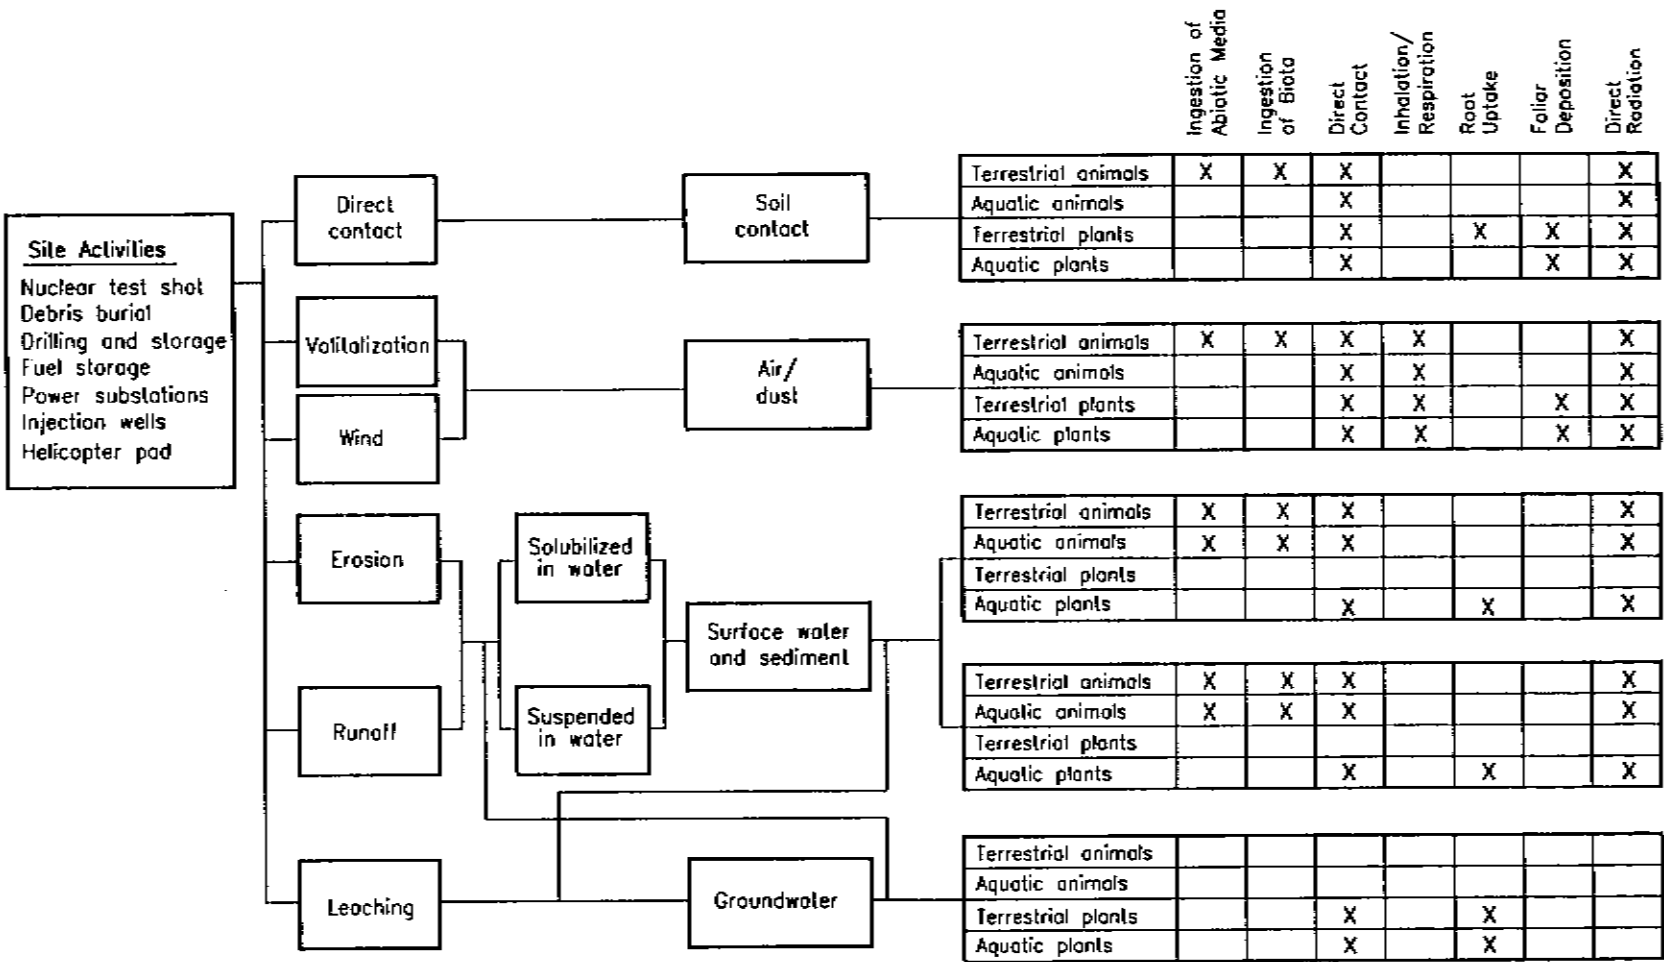 Ingestion of
Abiotic Media
Ingestion
of Biota
Direct
Contact
Inhalation/
Respiration
Root
Uptake
Foliar
Deposition
Direct
Radiation
Site Activities
Nuclear test shot
Debris burial
Drilling and storage
Fuel storage
Power substations
Injection wells
Helicopter pad
Direct
contact
Soil
contact
Terrestrial animals X X X X
Aquatic animals X X
Terrestrial plants X X X X
Aquatic plants X X X
Volitalization
Wind
Air/
dust
Terrestrial animals X X X X X
Aquatic animals X X X
Terrestrial plants X X X X
Aquatic plants X X X X
Erosion
Runoff
Solubilized
in water
Suspended
in water
Surface water
and sediment
Terrestrial animals X X X X
Aquatic animals X X X X
Terrestrial plants
Aquatic plants X X X
Terrestrial animals X X X X
Aquatic animals X X X X
Terrestrial plants
Aquatic plants X X X
Leaching
Groundwater
Terrestrial animals
Aquatic animals
Terrestrial plants X X
Aquatic plants X X